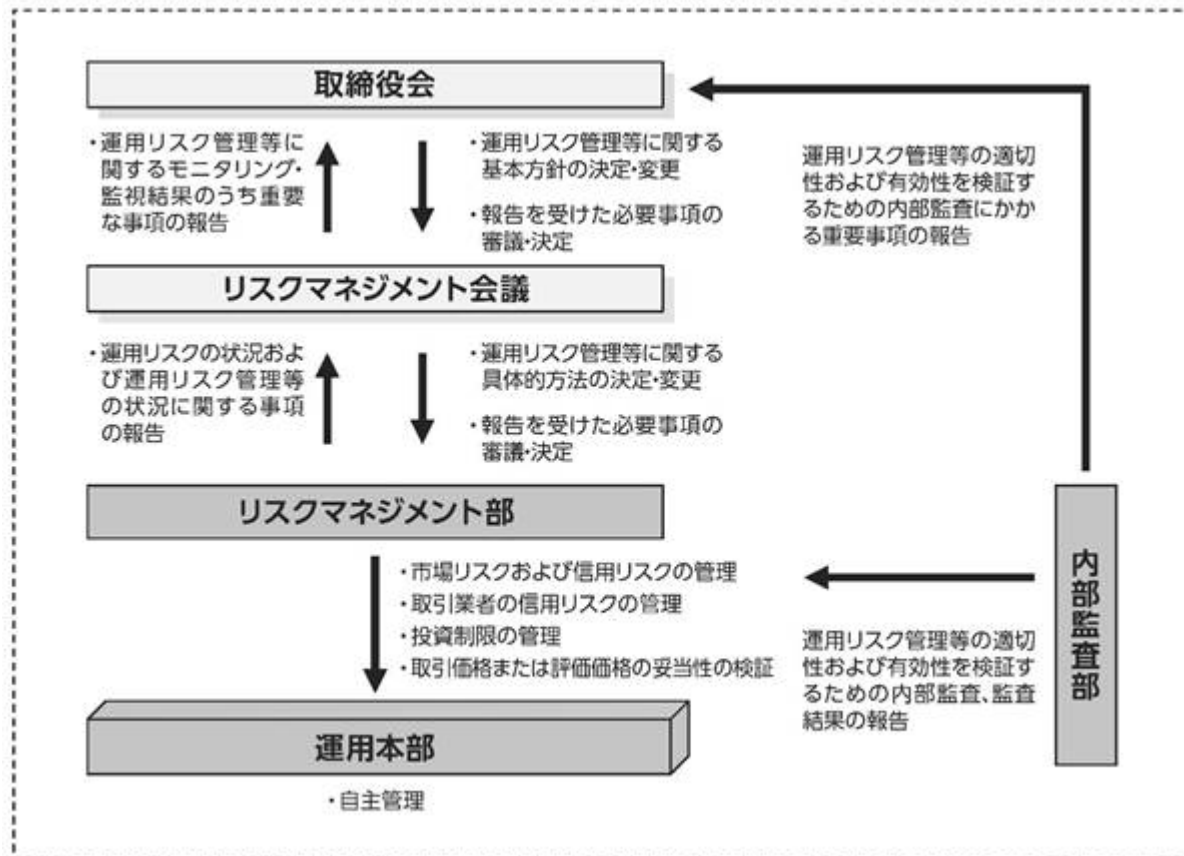 取締役会
・運用リスク管理等に
関するモニタリング・
監視結果のうち重要
な事項の報告
・運用リスク管理等に関する
基本方針の決定・変更
・報告を受けた必要事項の
審議・決定
運用リスク管理等の適切
性および有効性を検証す
るための内部監査にかか
る重要事項の報告
リスクマネジメント会議
・運用リスクの状況およ
び運用リスク管理等
の状況に関する事項
の報告
・運用リスク管理等に関する
具体的方法の決定・変更
・報告を受けた必要事項の
審議・決定
リスクマネジメント部
・市場リスクおよび信用リスクの管理
・取引業者の信用リスクの管理
・投資制限の管理
・取引価格または評価価格の妥当性の検証
運用リスク管理等の適切
性および有効性を検証す
るための内部監査、監査
結果の報告
内部監査部
運用本部
・自主管理